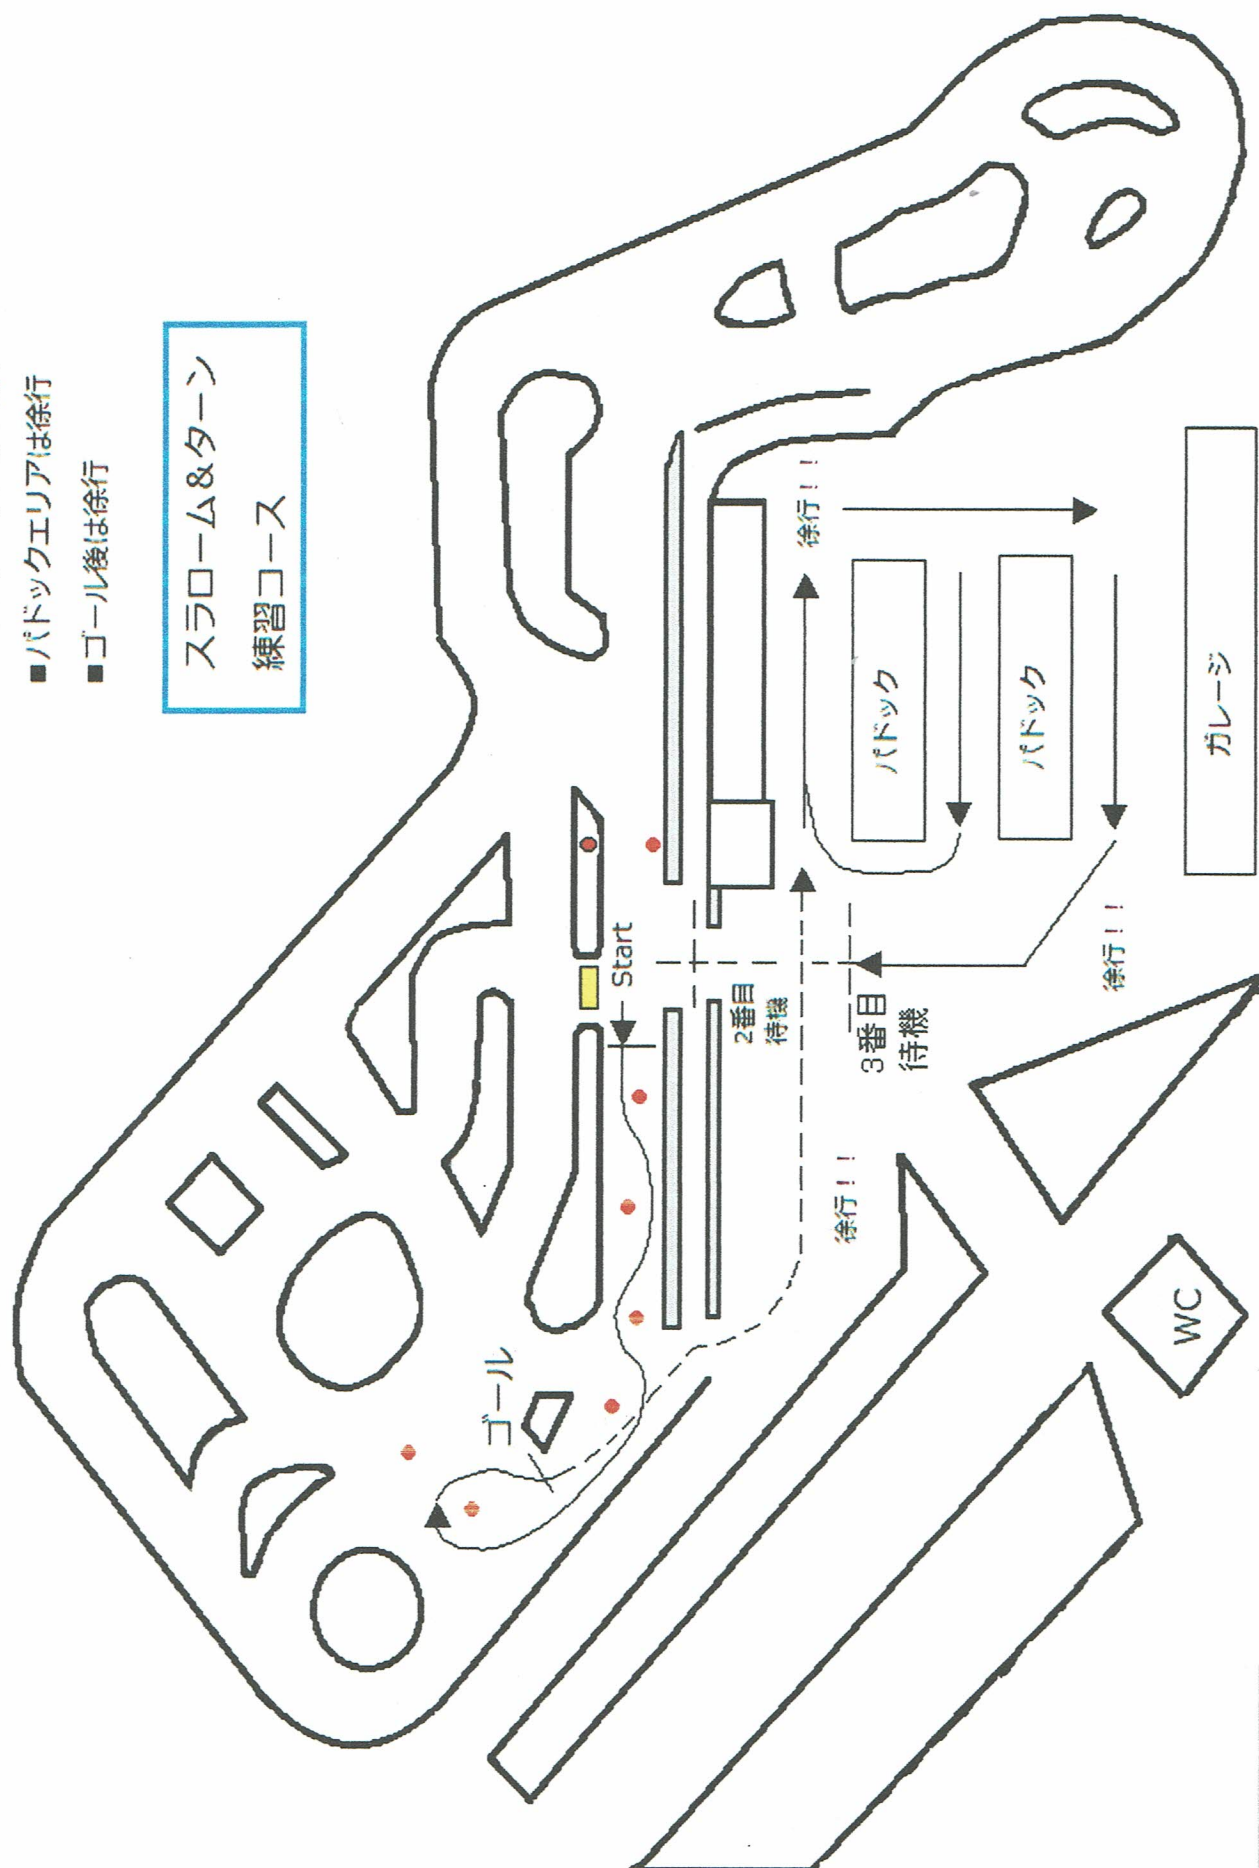 ■パドックエリアは徐行
■ゴール後は徐行
スラローム&ターン
練習コース
ゴール
Start
2番目
待機
3番目
待機
徐行！！
徐行！！
徐行！！
パドック
パドック
ガレージ
WC